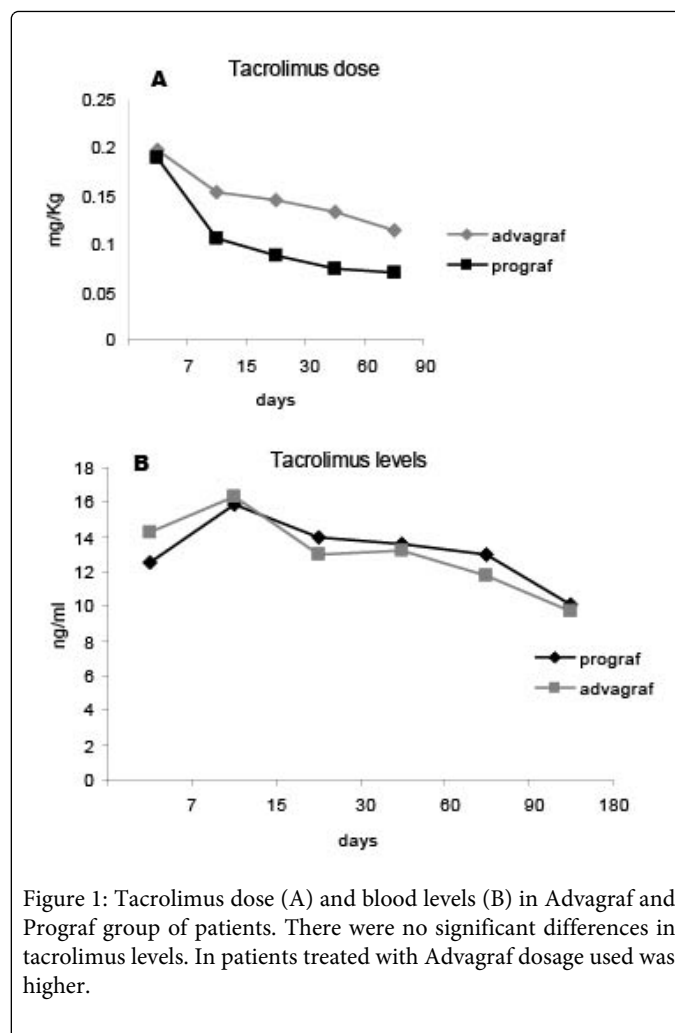 A Tacrolimus dose
0.25
0.2
0.15
0.1
0.05
0
mg/Kg
advagraf
prograf
7 15 30 60 90
days
B Tacrolimus levels
18
16
14
12
10
8
6
4
2
0
ng/ml
prograf
advagraf
7 15 30 60 90 180
days
Figure 1: Tacrolimus dose (A) and blood levels (B) in Advagraf and
Prograf group of patients. There were no significant differences in
tacrolimus levels. In patients treated with Advagraf dosage used was
higher.